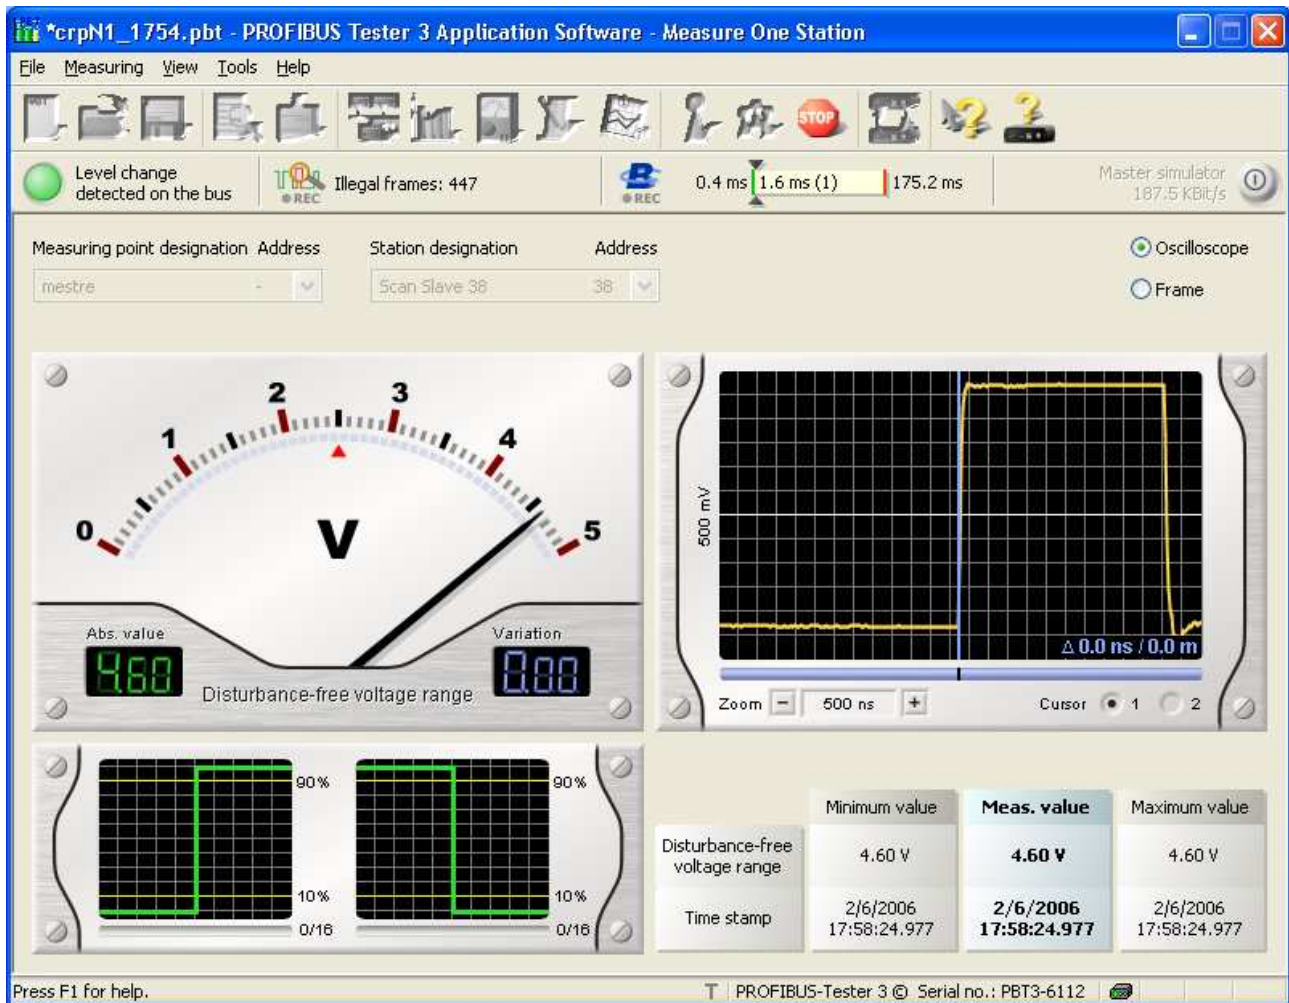 *crpN1_1754.pbt - PROFIBUS Tester 3 Application Software - Measure One Station
File Measuring View Tools Help
STOP
Level change
detected on the bus
REC
Illegal frames: 447
REC
0.4 ms 1.6 ms (1) 175.2 ms
Master simulator
187.5 KBit/s
Measuring point designation Address Station designation Address
mestre - Scan Slave 38 38
Oscilloscope
Frame
0 1 2 3 4 5
V
Abs. value
4.60
Variation
0.00
Disturbance-free voltage range
500 mV
Δ 0.0 ns / 0.0 m
Zoom - 500 ns + Cursor 1 2
90%
10%
0/16
90%
10%
0/16
Minimum value Meas. value Maximum value
Disturbance-free
voltage range
4.60 V 4.60 V 4.60 V
Time stamp
2/6/2006
17:58:24.977
2/6/2006
17:58:24.977
2/6/2006
17:58:24.977
Press F1 for help.
T PROFIBUS-Tester 3 © Serial no.: PBT3-6112